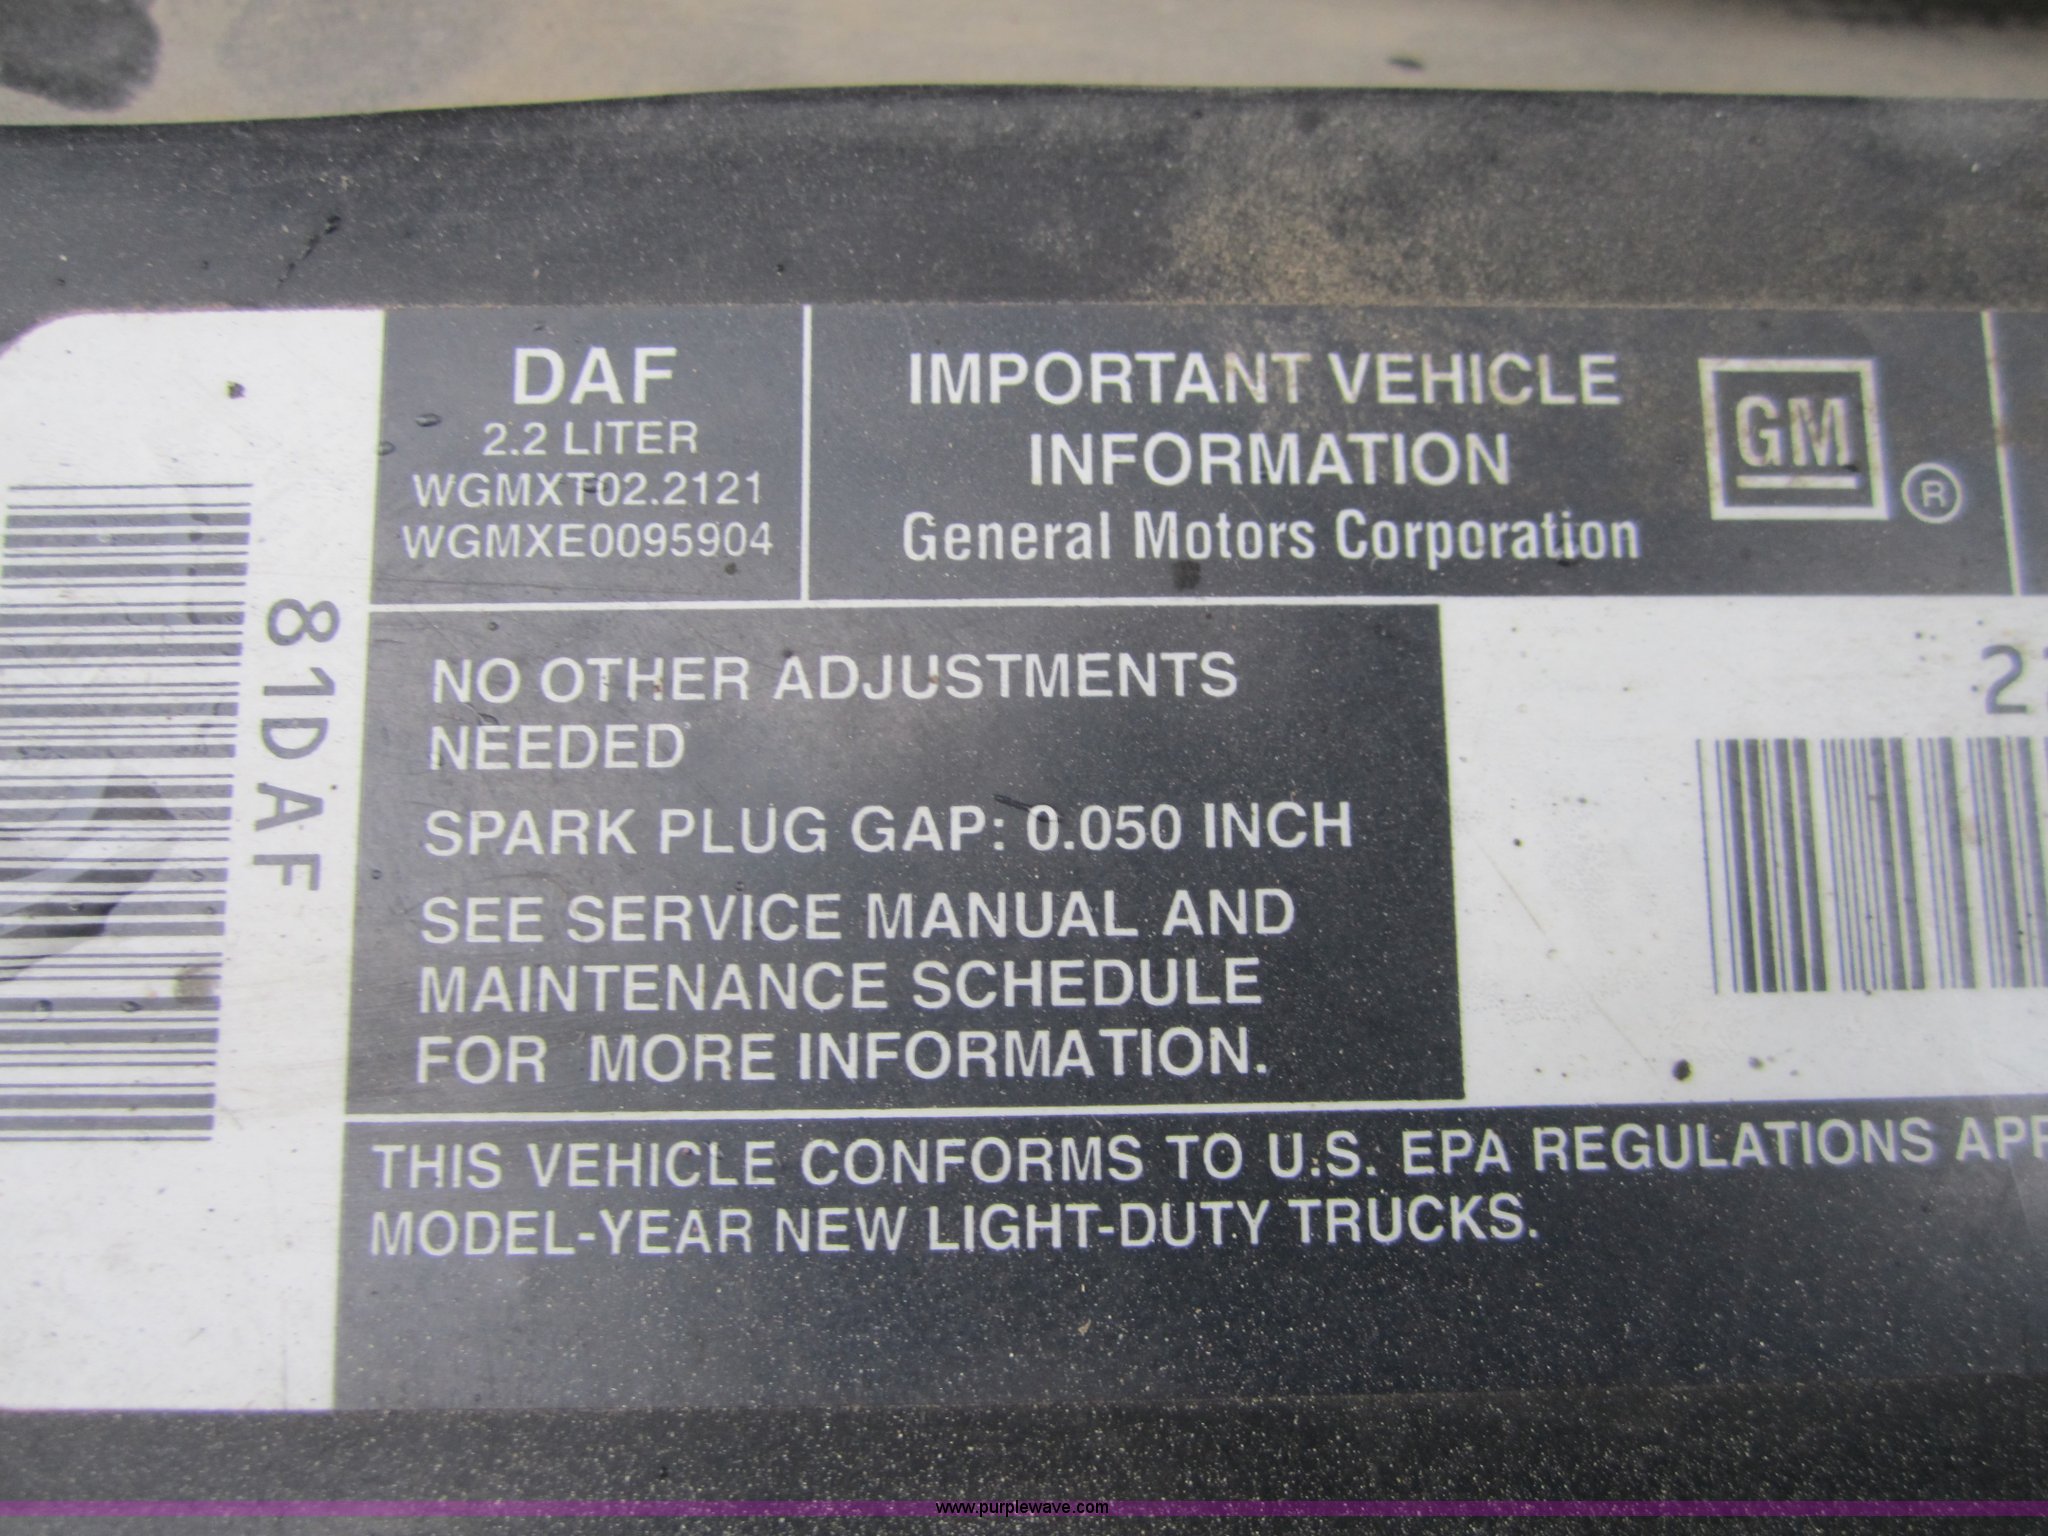 DAF
2.2 LITER
WGMXT02.2121
WGMXE0095904
IMPORTANT VEHICLE
INFORMATION
General Motors Corporation
GM
®
81DAF
NO OTHER ADJUSTMENTS
NEEDED
SPARK PLUG GAP: 0.050 INCH
SEE SERVICE MANUAL AND
MAINTENANCE SCHEDULE
FOR MORE INFORMATION.
THIS VEHICLE CONFORMS TO U.S. EPA REGULATIONS
MODEL-YEAR NEW LIGHT-DUTY TRUCKS.
www.purplewave.com